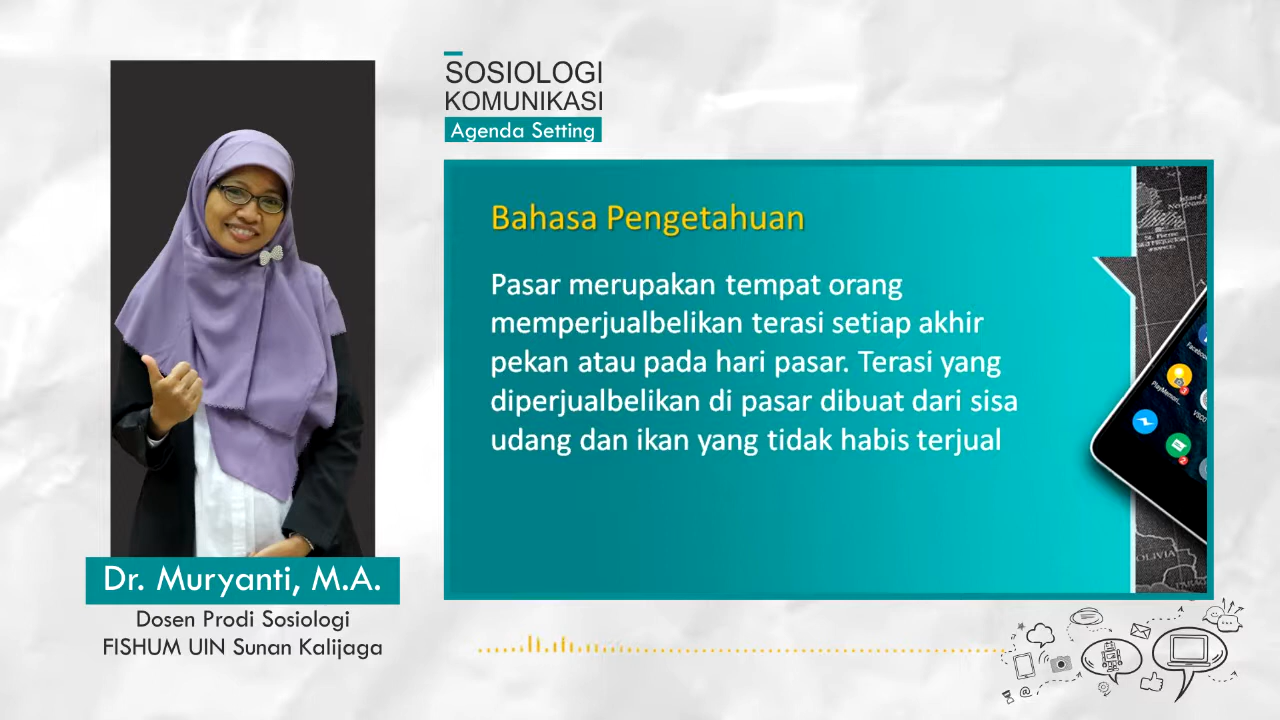 SOSIOLOGI
KOMUNIKASI
Agenda Setting
Bahasa Pengetahuan
Pasar merupakan tempat orang
memperjualbelikan terasi setiap akhir
pekan atau pada hari pasar. Terasi yang
diperjualbelikan di pasar dibuat dari sisa
udang dan ikan yang tidak habis terjual
BOLIVIA
Dr. Muryanti, M.A.
Dosen Prodi Sosiologi
FISHUM UIN Sunan Kalijaga